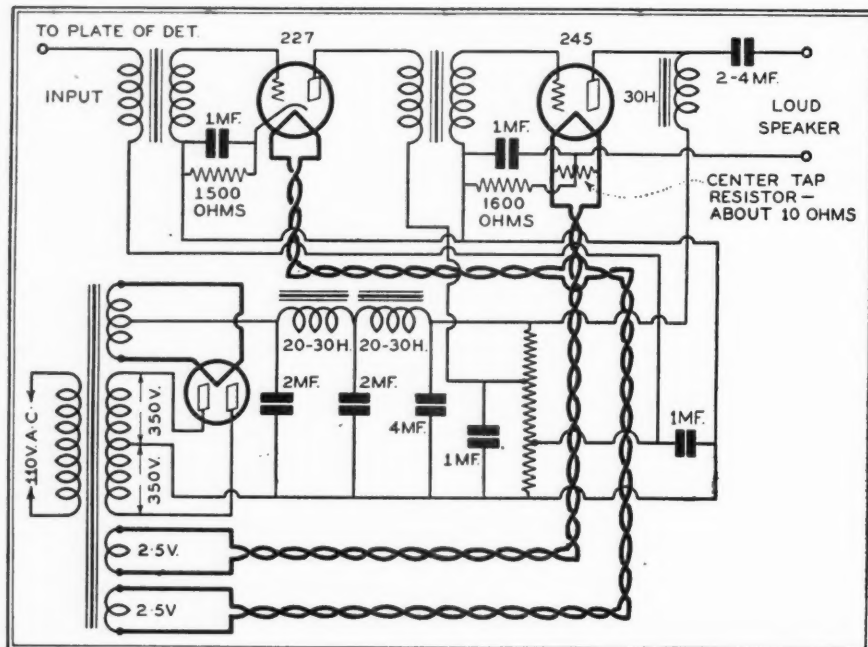 TO PLATE OF DET.
227
245
INPUT
1MF.
1500
OHMS
1MF.
1600
OHMS
30H.
2-4 MF.
LOUD
SPEAKER
CENTER TAP
RESISTOR—
ABOUT 10 OHMS
20-30H.
20-30H.
110V. A·C.
350V.
350V.
2MF.
2MF.
4MF.
1MF.
1MF.
2·5V.
2·5V